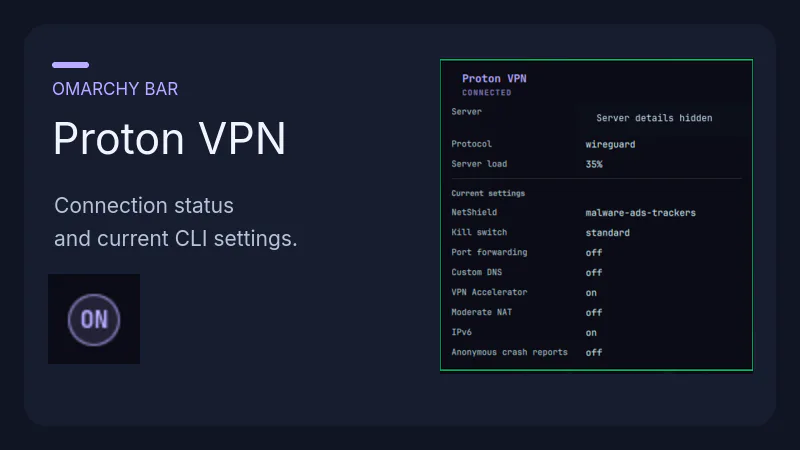 OMARCHY BAR
Proton VPN
Connection status
and current CLI settings.
ON
Proton VPN
CONNECTED
Server
Server details hidden
Protocol wireguard
Server load 35%
Current settings
NetShield malware-ads-trackers
Kill switch standard
Port forwarding off
Custom DNS off
VPN Accelerator on
Moderate NAT off
IPv6 on
Anonymous crash reports off